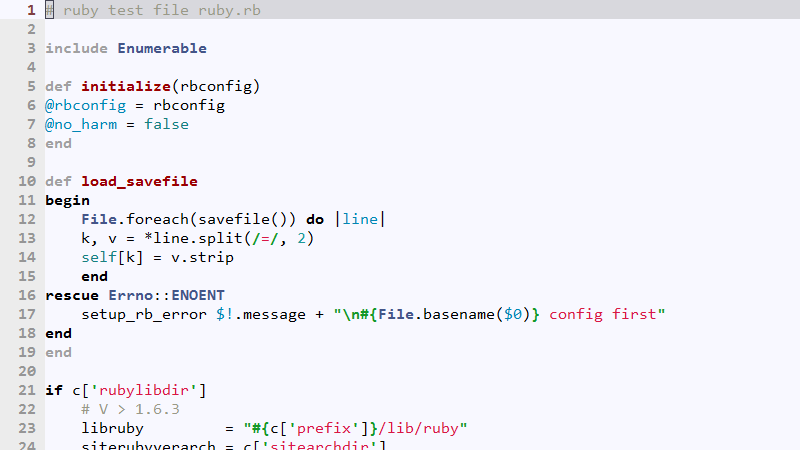 1 # ruby test file ruby.rb
2
3 include Enumerable
4
5 def initialize(rbconfig)
6 @rbconfig = rbconfig
7 @no_harm = false
8 end
9
10 def load_savefile
11 begin
12     File.foreach(savefile()) do |line|
13     k, v = *line.split(/=/, 2)
14     self[k] = v.strip
15     end
16 rescue Errno::ENOENT
17     setup_rb_error $!.message + "\n#{File.basename($0)} config first"
18 end
19 end
20
21 if c['rubylibdir']
22     # V > 1.6.3
23     libruby         = "#{c['prefix']}/lib/ruby"
24     siterubyverarch = c['sitearchdir']